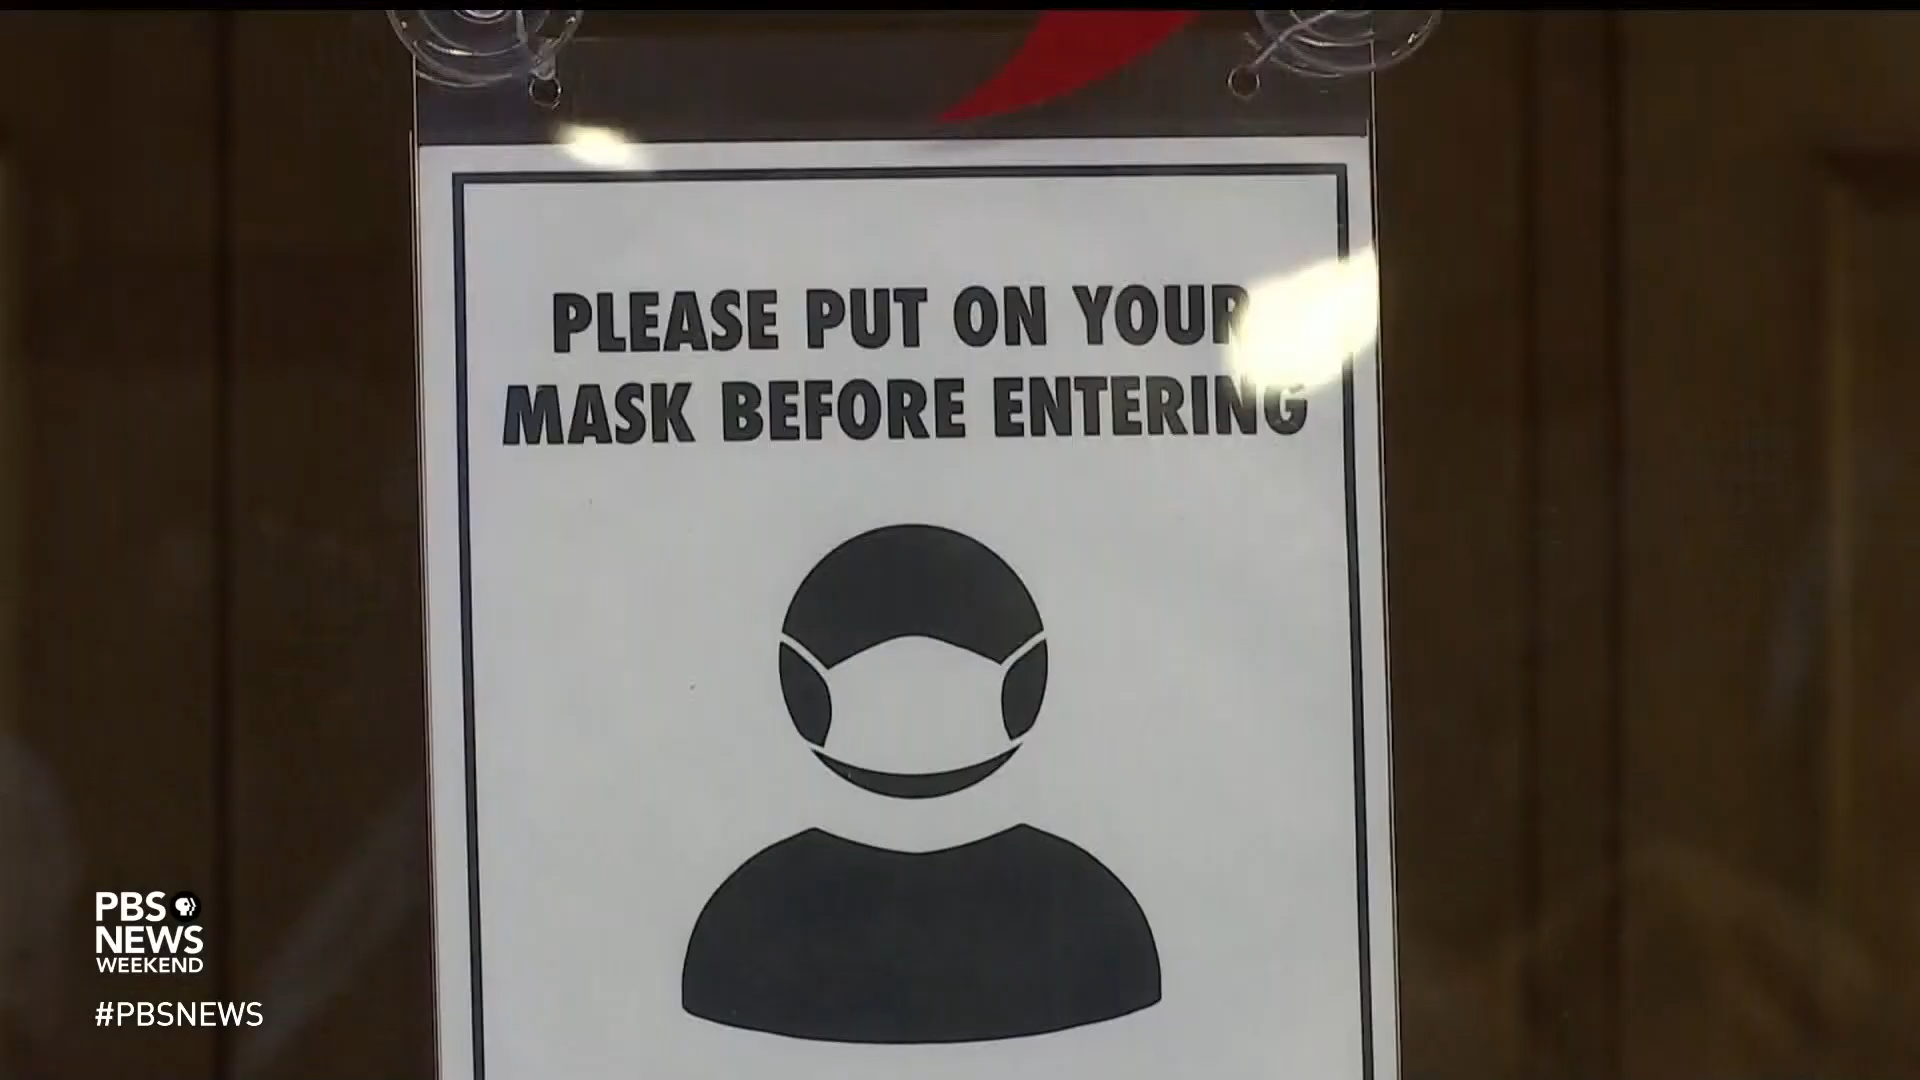 PLEASE PUT ON YOUR
MASK BEFORE ENTERING
PBS
NEWS
WEEKEND
#PBSNEWS